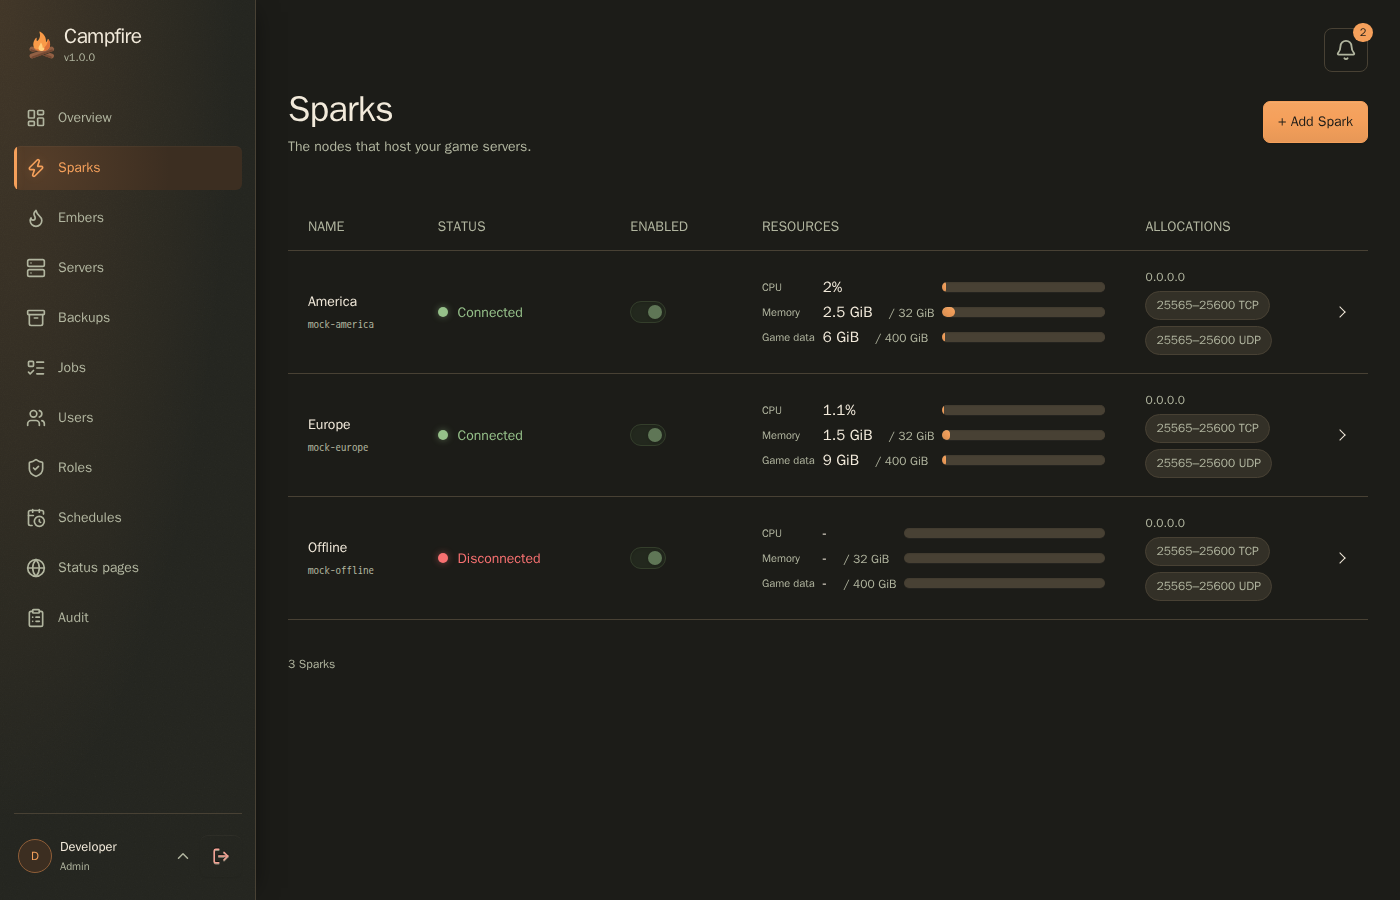 Campfire
v1.0.0
Overview
Sparks
Embers
Servers
Backups
Jobs
Users
Roles
Schedules
Status pages
Audit
D
Developer
Admin
2
Sparks
The nodes that host your game servers.
+ Add Spark
NAME STATUS ENABLED RESOURCES ALLOCATIONS
America
mock-america
Connected
CPU 2%
Memory 2.5 GiB / 32 GiB
Game data 6 GiB / 400 GiB
0.0.0.0
25565–25600 TCP
25565–25600 UDP
Europe
mock-europe
Connected
CPU 1.1%
Memory 1.5 GiB / 32 GiB
Game data 9 GiB / 400 GiB
0.0.0.0
25565–25600 TCP
25565–25600 UDP
Offline
mock-offline
Disconnected
CPU -
Memory - / 32 GiB
Game data - / 400 GiB
0.0.0.0
25565–25600 TCP
25565–25600 UDP
3 Sparks